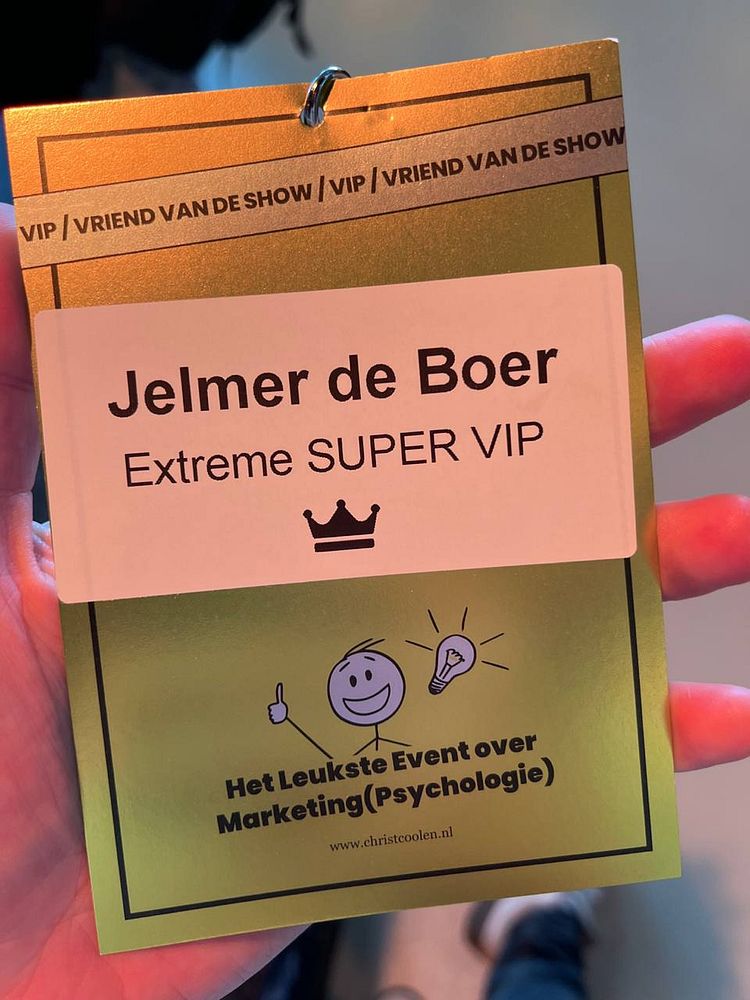 VIP / VRIEND VAN DE SHOW / VIP / VRIEND VAN DE SHOW
Jelmer de Boer
Extreme SUPER VIP
Het Leukste Event over
Marketing(Psychologie)
www.christcoolen.nl